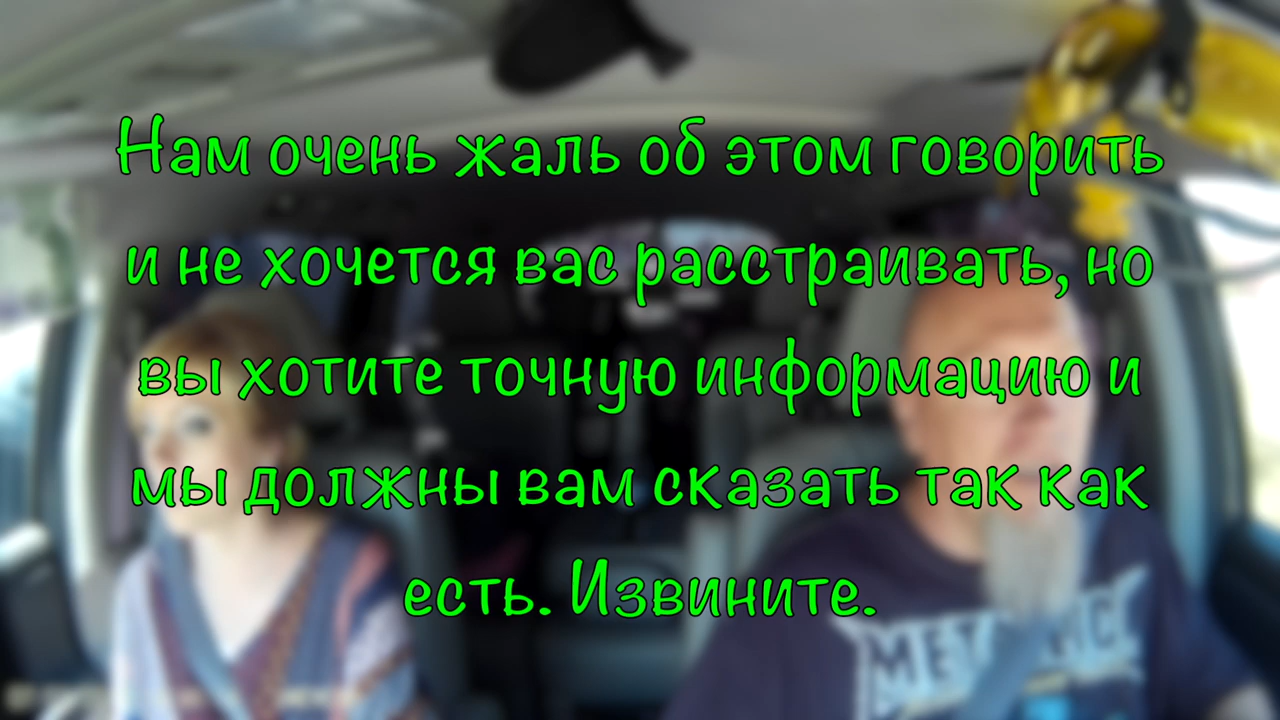 Нам очень жаль об этом говорить
и не хочется вас расстраивать, но
вы хотите точную информацию и
мы должны вам сказать так как
есть. Извините.